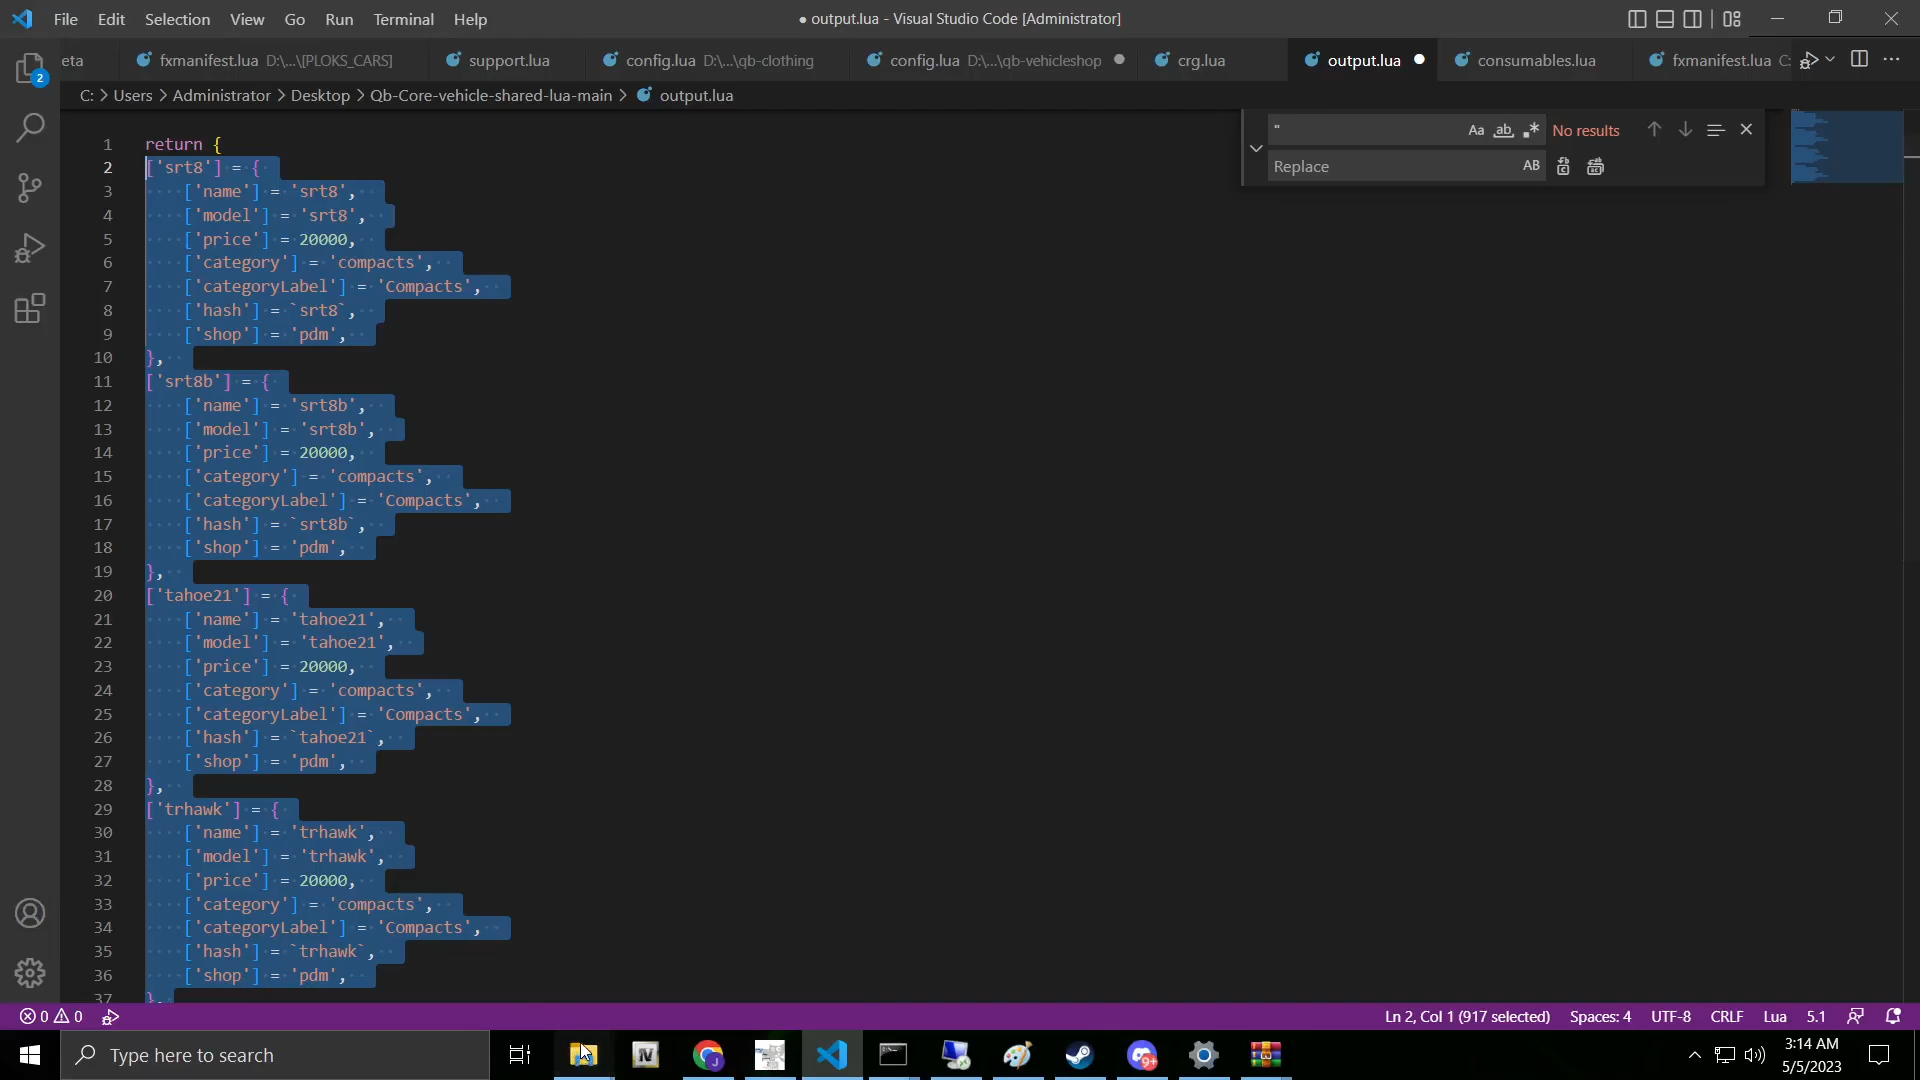 File Edit Selection View Go Run Terminal Help
● output.lua - Visual Studio Code [Administrator]
eta
fxmanifest.lua D:\...\[PLOKS_CARS]
support.lua
config.lua D:\...\qb-clothing
config.lua D:\...\qb-vehicleshop
crg.lua
output.lua
consumables.lua
fxmanifest.lua C:
2
C: > Users > Administrator > Desktop > Qb-Core-vehicle-shared-lua-main > output.lua
" Aa ab .* No results
Replace AB
1 return {
2 ['srt8'] = {
3 ['name'] = 'srt8',
4 ['model'] = 'srt8',
5 ['price'] = 20000,
6 ['category'] = 'compacts',
7 ['categoryLabel'] = 'Compacts',
8 ['hash'] = `srt8`,
9 ['shop'] = 'pdm',
10 },
11 ['srt8b'] = {
12 ['name'] = 'srt8b',
13 ['model'] = 'srt8b',
14 ['price'] = 20000,
15 ['category'] = 'compacts',
16 ['categoryLabel'] = 'Compacts',
17 ['hash'] = `srt8b`,
18 ['shop'] = 'pdm',
19 },
20 ['tahoe21'] = {
21 ['name'] = 'tahoe21',
22 ['model'] = 'tahoe21',
23 ['price'] = 20000,
24 ['category'] = 'compacts',
25 ['categoryLabel'] = 'Compacts',
26 ['hash'] = `tahoe21`,
27 ['shop'] = 'pdm',
28 },
29 ['trhawk'] = {
30 ['name'] = 'trhawk',
31 ['model'] = 'trhawk',
32 ['price'] = 20000,
33 ['category'] = 'compacts',
34 ['categoryLabel'] = 'Compacts',
35 ['hash'] = `trhawk`,
36 ['shop'] = 'pdm',
37 },
0 0
Ln 2, Col 1 (917 selected) Spaces: 4 UTF-8 CRLF Lua 5.1
Type here to search
9+
3:14 AM
5/5/2023